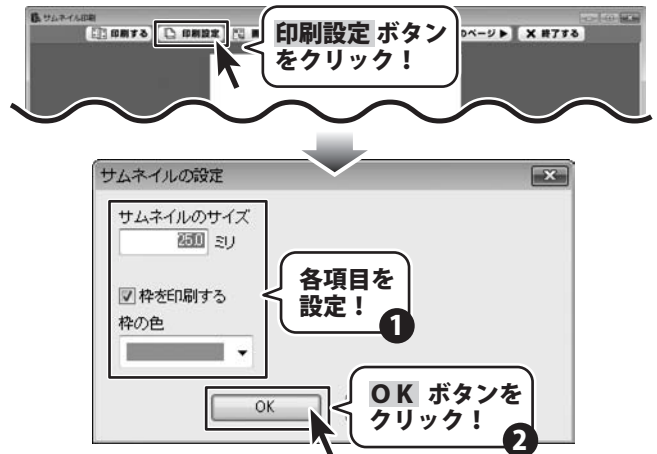 サムネイル印刷
印刷する
印刷設定
印刷設定 ボタン
をクリック！
のページ▶
× 終了する
サムネイルの設定
サムネイルのサイズ
25.0 ミリ
枠を印刷する
枠の色
各項目を
設定！
1
OK
OK ボタンを
クリック！
2